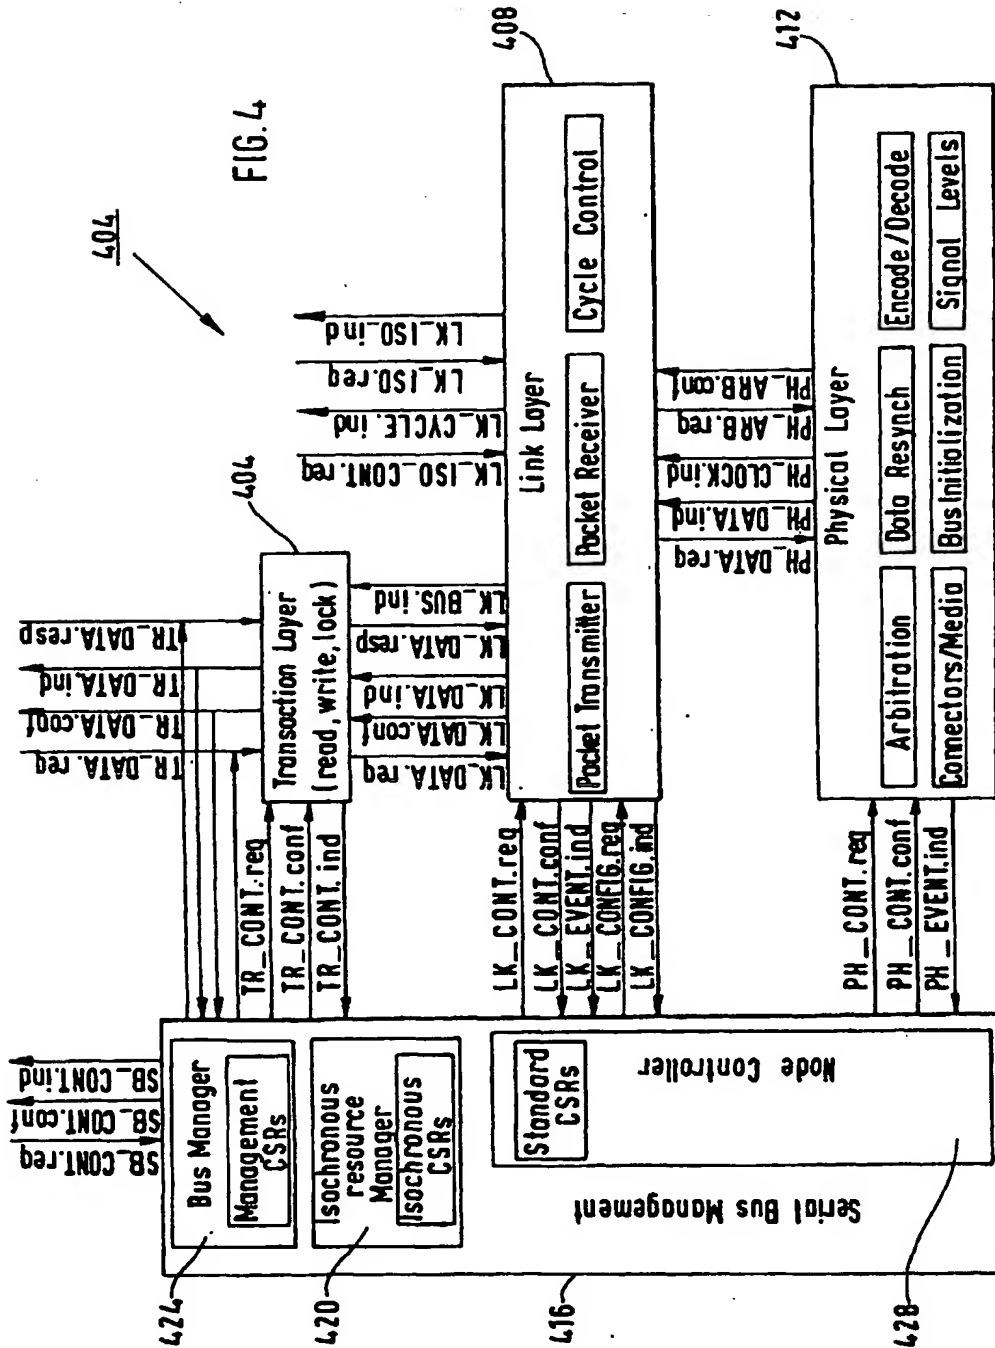 FIG. 4
404
SB_CONT.req
SB_CONT.conf
SB_CONT.ind
TR_DATA.req
TR_DATA.conf
TR_DATA.ind
TR_DATA.resp
424
Bus Manager
Management
CSRs
420
Isochronous
resource
Manager
Isochronous
CSRs
416
Serial Bus Management
Standard
CSRs
Node Controller
428
TR_CONT.req
TR_CONT.conf
TR_CONT.ind
404
Transaction Layer
(read, write, lock)
LK_DATA.req
LK_DATA.conf
LK_DATA.ind
LK_DATA.resp
LK_BUS.ind
LK_ISO_CONT.req
LK_CYCLE.ind
LK_ISO.req
LK_ISO_ind
LK_CONT.req
LK_CONT.conf
LK_EVENT.ind
LK_CONFIG.req
LK_CONFIG.ind
408
Link Layer
Packet Transmitter
Packet Receiver
Cycle Control
PH_DATA.req
PH_DATA.ind
PH_CLOCK.ind
PH_ARB.req
PH_ARB.conf
PH_CONT.req
PH_CONT.conf
PH_EVENT.ind
412
Physical Layer
Arbitration
Data Resynch
Encode/Decode
Connectors/Media
Bus Initialization
Signal Levels